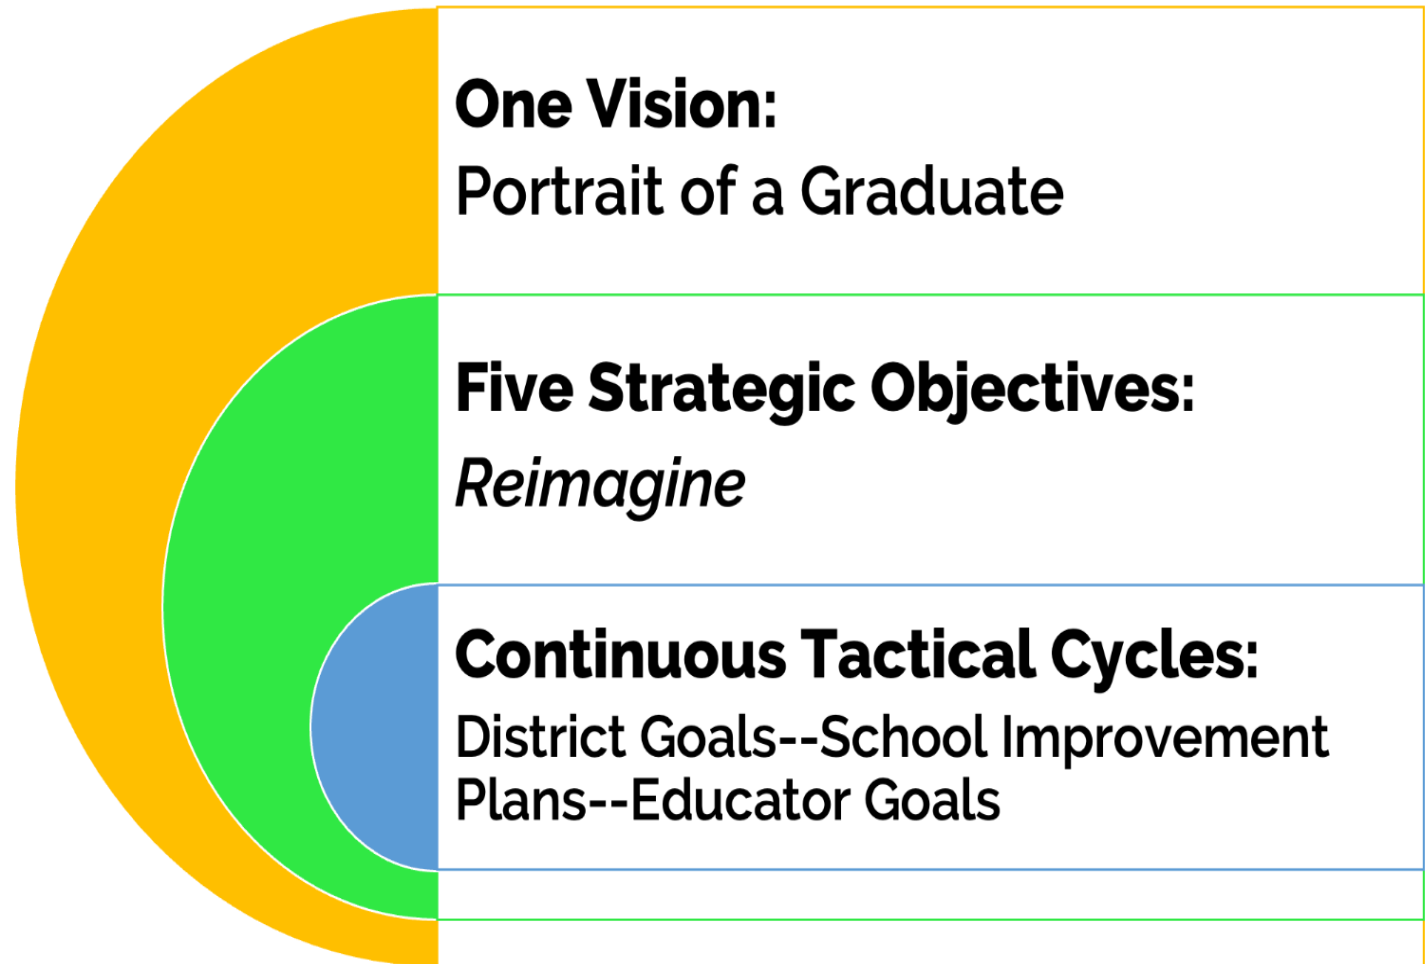 One Vision:
Portrait of a Graduate
Five Strategic Objectives:
Reimagine
Continuous Tactical Cycles:
District Goals--School Improvement
Plans--Educator Goals